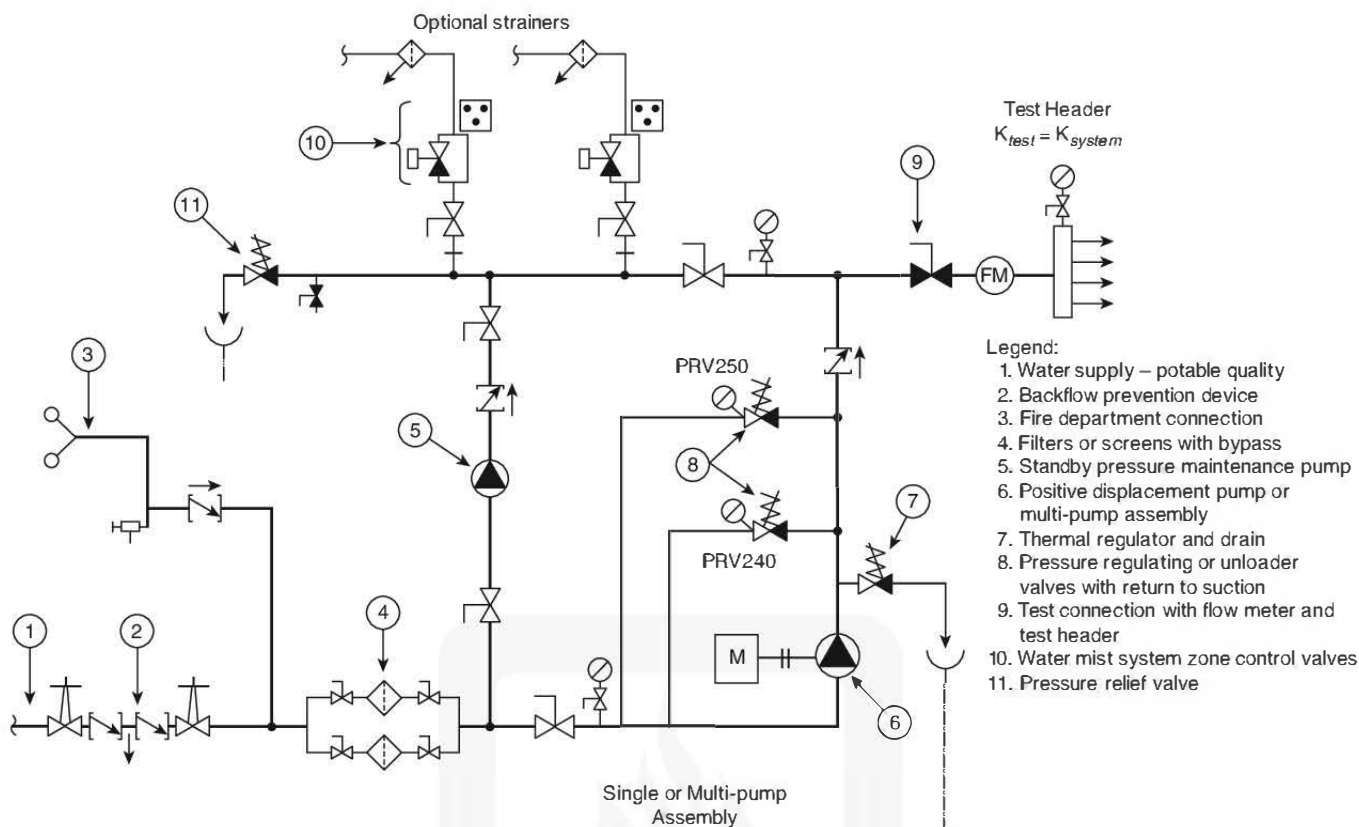 Optional strainers
10
11
9
Test Header
K_test = K_system
FM
3
PRV250
5
8
PRV240
7
1
2
4
M
6
Single or Multi-pump
Assembly
Legend:
1. Water supply – potable quality
2. Backflow prevention device
3. Fire department connection
4. Filters or screens with bypass
5. Standby pressure maintenance pump
6. Positive displacement pump or
multi-pump assembly
7. Thermal regulator and drain
8. Pressure regulating or unloader
valves with return to suction
9. Test connection with flow meter and
test header
10. Water mist system zone control valves
11. Pressure relief valve